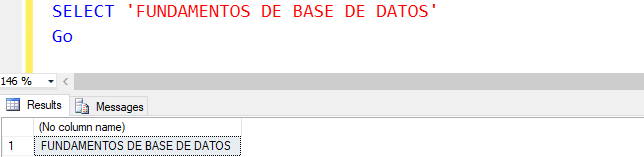 SELECT 'FUNDAMENTOS DE BASE DE DATOS'
Go
146 %
Results Messages
(No column name)
1 FUNDAMENTOS DE BASE DE DATOS